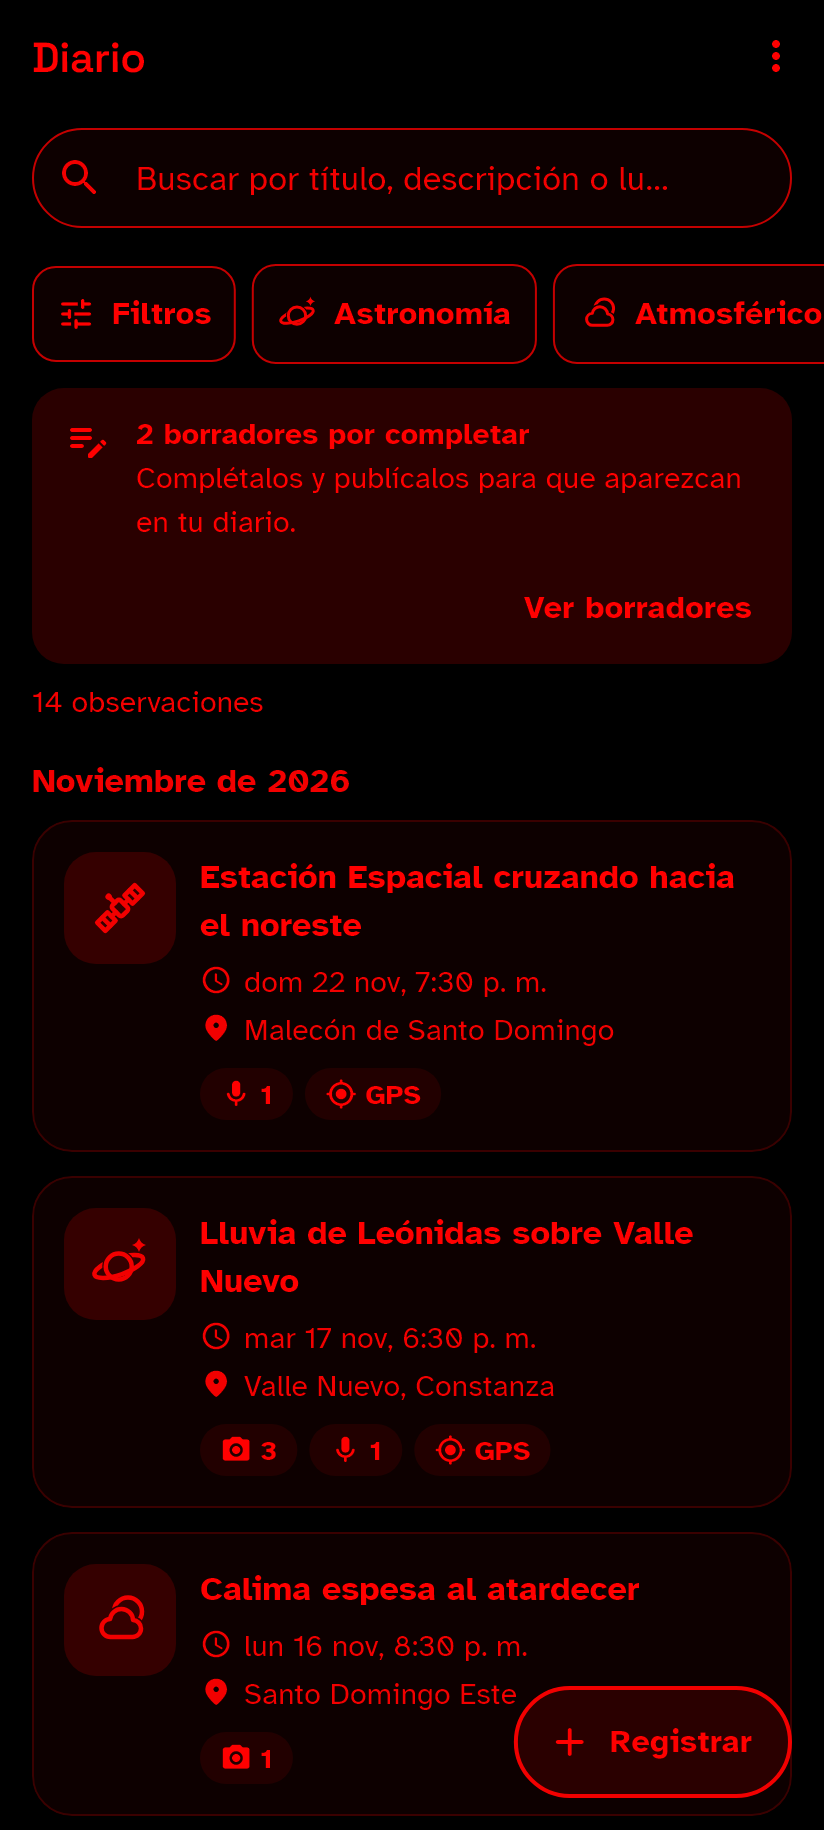 Diario
Buscar por título, descripción o lu...
Filtros
Astronomía
Atmosférico
2 borradores por completar
Complétalos y publícalos para que aparezcan
en tu diario.
Ver borradores
14 observaciones
Noviembre de 2026
Estación Espacial cruzando hacia
el noreste
dom 22 nov, 7:30 p. m.
Malecón de Santo Domingo
1
GPS
Lluvia de Leónidas sobre Valle
Nuevo
mar 17 nov, 6:30 p. m.
Valle Nuevo, Constanza
3
1
GPS
Calima espesa al atardecer
lun 16 nov, 8:30 p. m.
Santo Domingo Este
1
Registrar